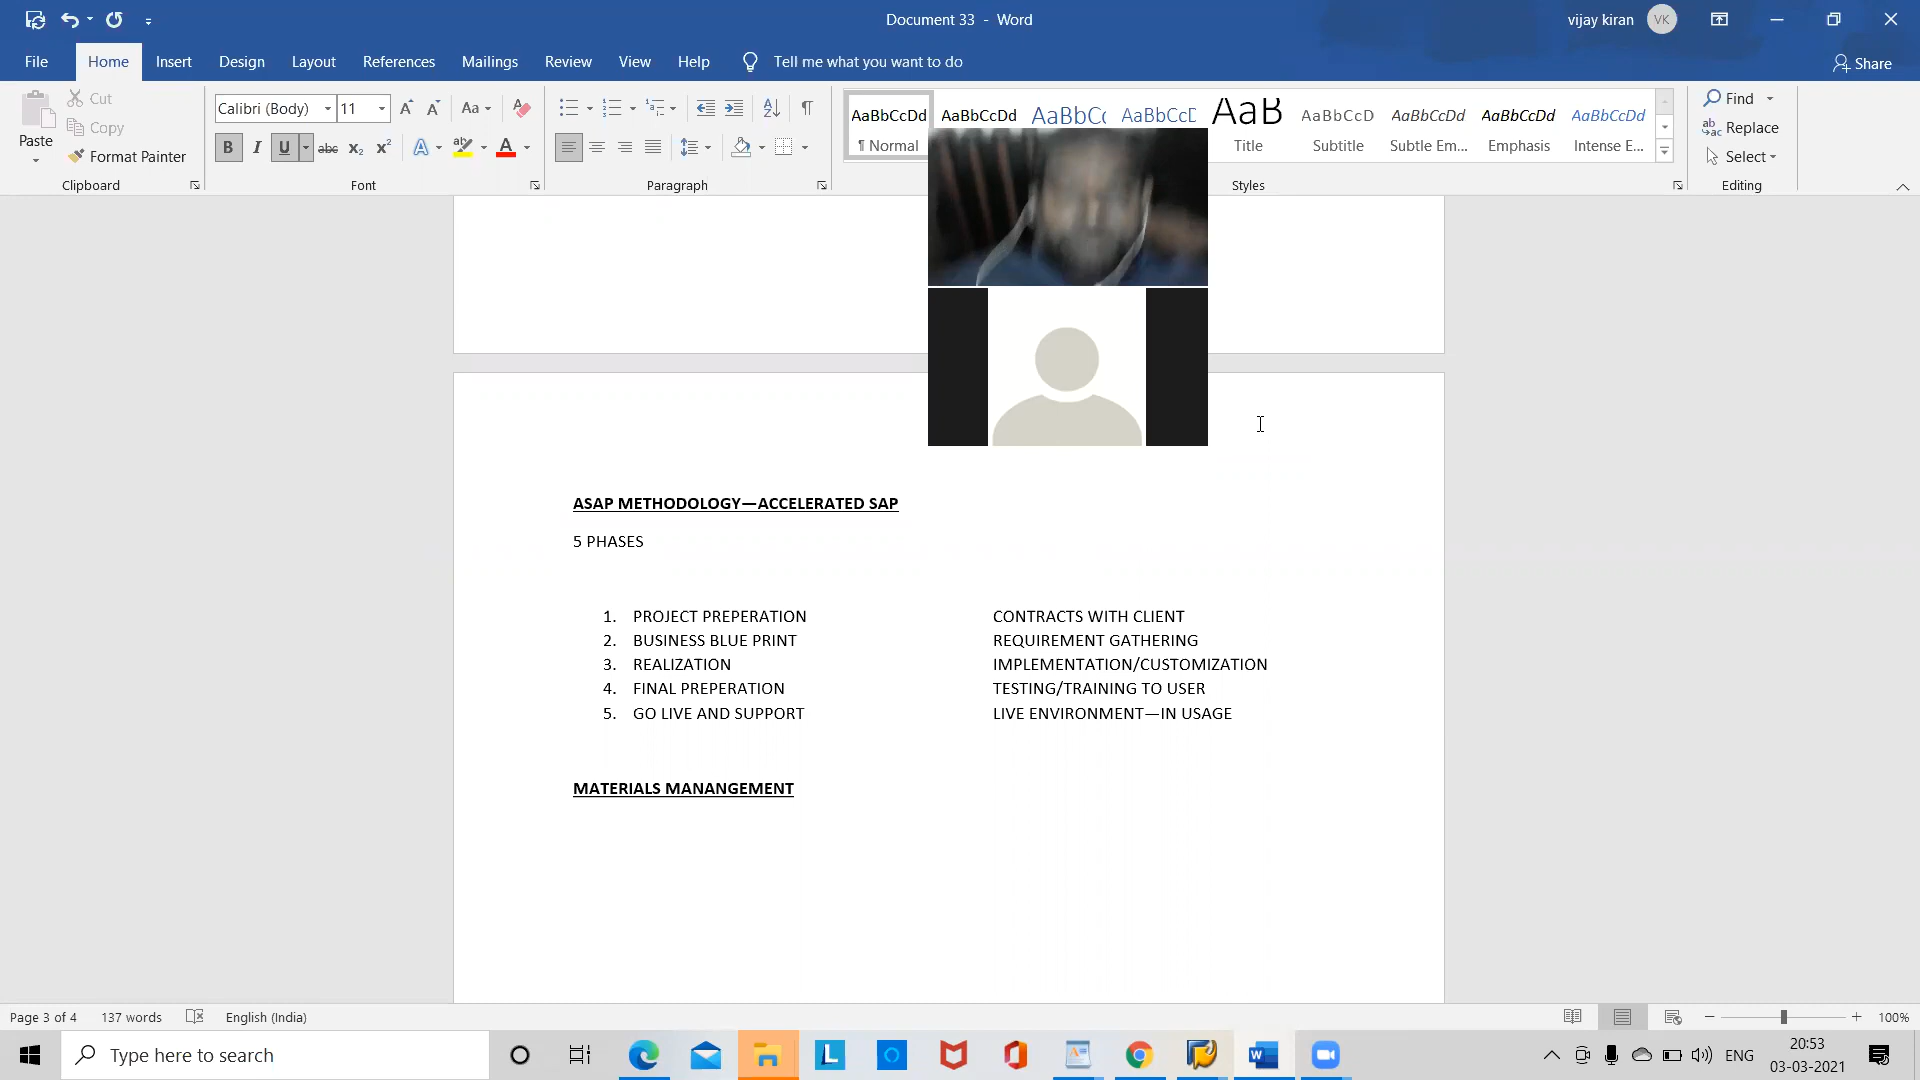 Document 33 - Word
vijay kiran VK
File Home Insert Design Layout References Mailings Review View Help Tell me what you want to do Share
Paste
Cut
Copy
Format Painter
Clipboard
Calibri (Body) 11
Font
Paragraph
AaBbCcDd AaBbCcDd AaBbCc AaBbCcC AaB AaBbCcD AaBbCcDd AaBbCcDd AaBbCcDd
¶ Normal Title Subtitle Subtle Em... Emphasis Intense E...
Styles
Find
Replace
Select
Editing
ASAP METHODOLOGY—ACCELERATED SAP
5 PHASES
1. PROJECT PREPERATION CONTRACTS WITH CLIENT
2. BUSINESS BLUE PRINT REQUIREMENT GATHERING
3. REALIZATION IMPLEMENTATION/CUSTOMIZATION
4. FINAL PREPERATION TESTING/TRAINING TO USER
5. GO LIVE AND SUPPORT LIVE ENVIRONMENT—IN USAGE
MATERIALS MANANGEMENT
Page 3 of 4 137 words English (India) 100%
Type here to search
ENG
20:53
03-03-2021